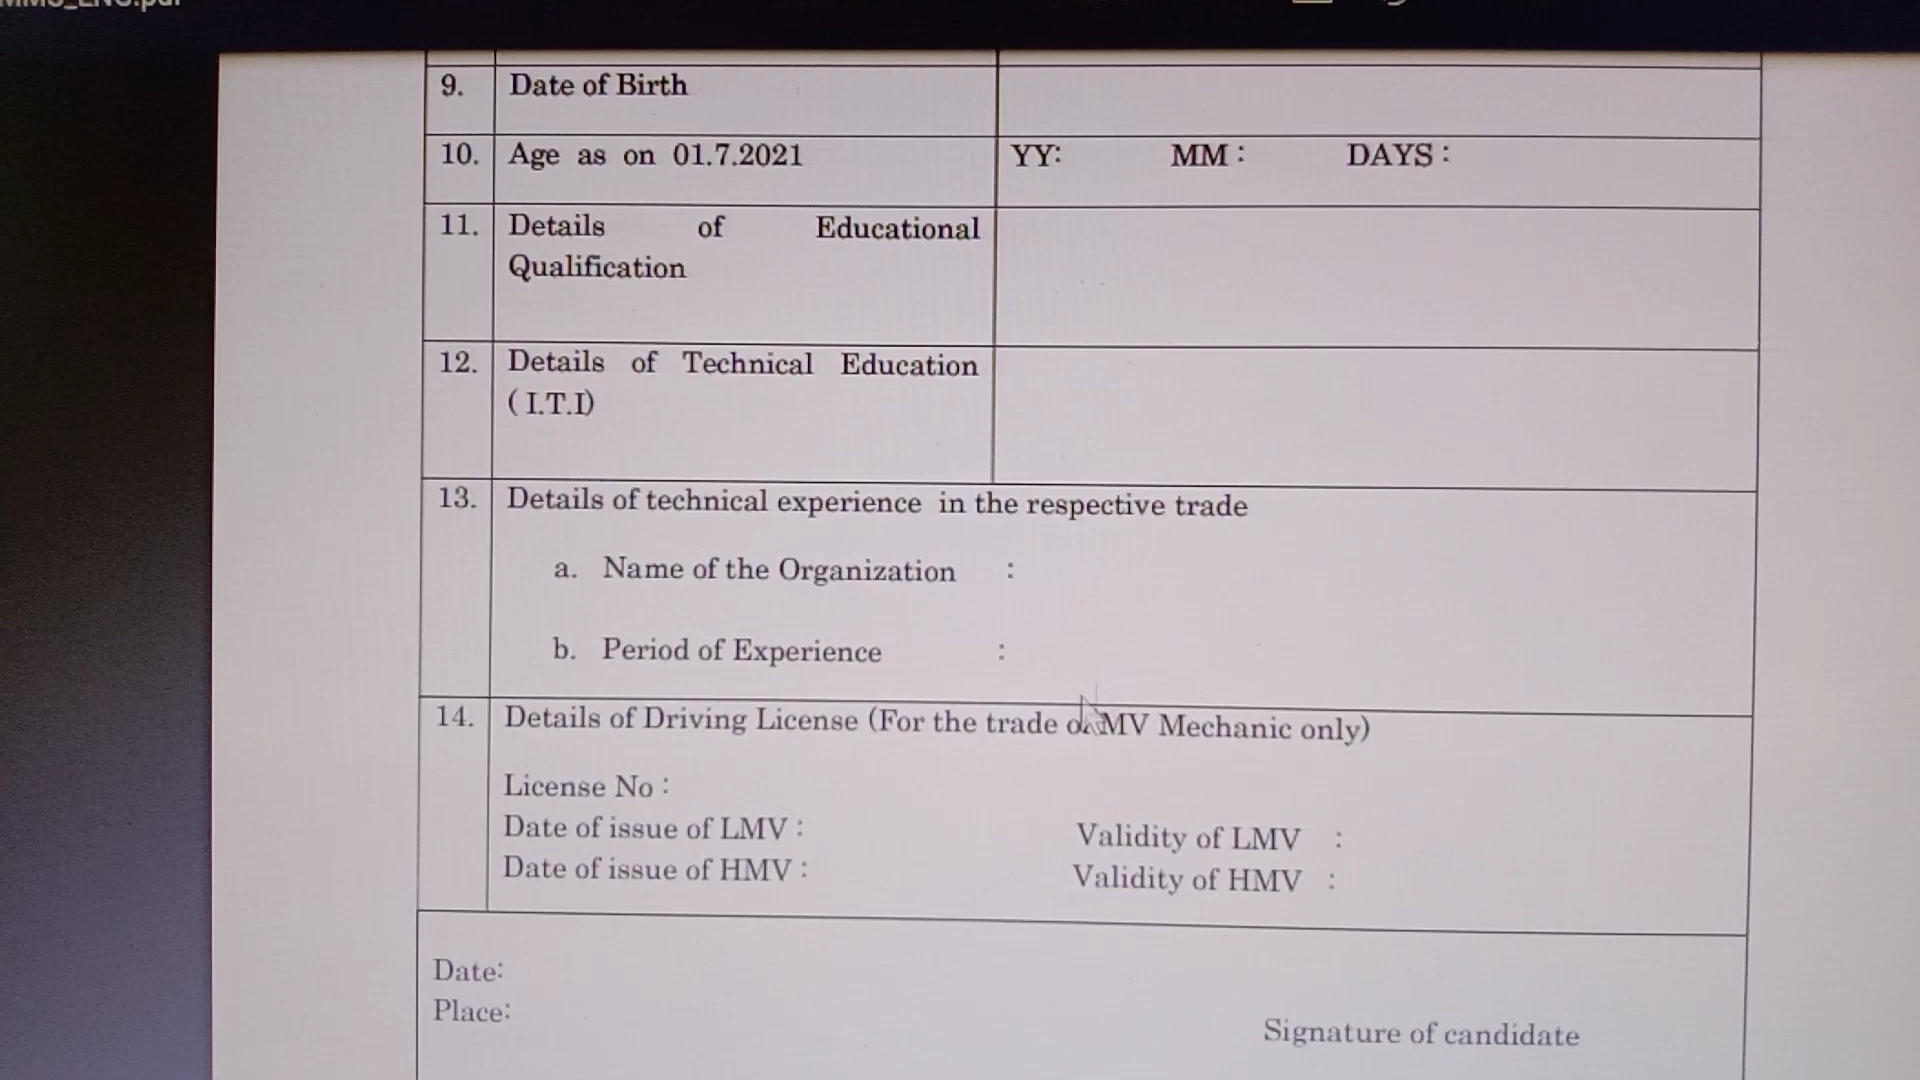 9. Date of Birth
10. Age as on 01.7.2021 YY: MM : DAYS :
11. Details of Educational
Qualification
12. Details of Technical Education
( I.T.I)
13. Details of technical experience in the respective trade
a. Name of the Organization :
b. Period of Experience :
14. Details of Driving License (For the trade MV Mechanic only)
License No :
Date of issue of LMV : Validity of LMV :
Date of issue of HMV : Validity of HMV :
Date:
Place:
Signature of candidate